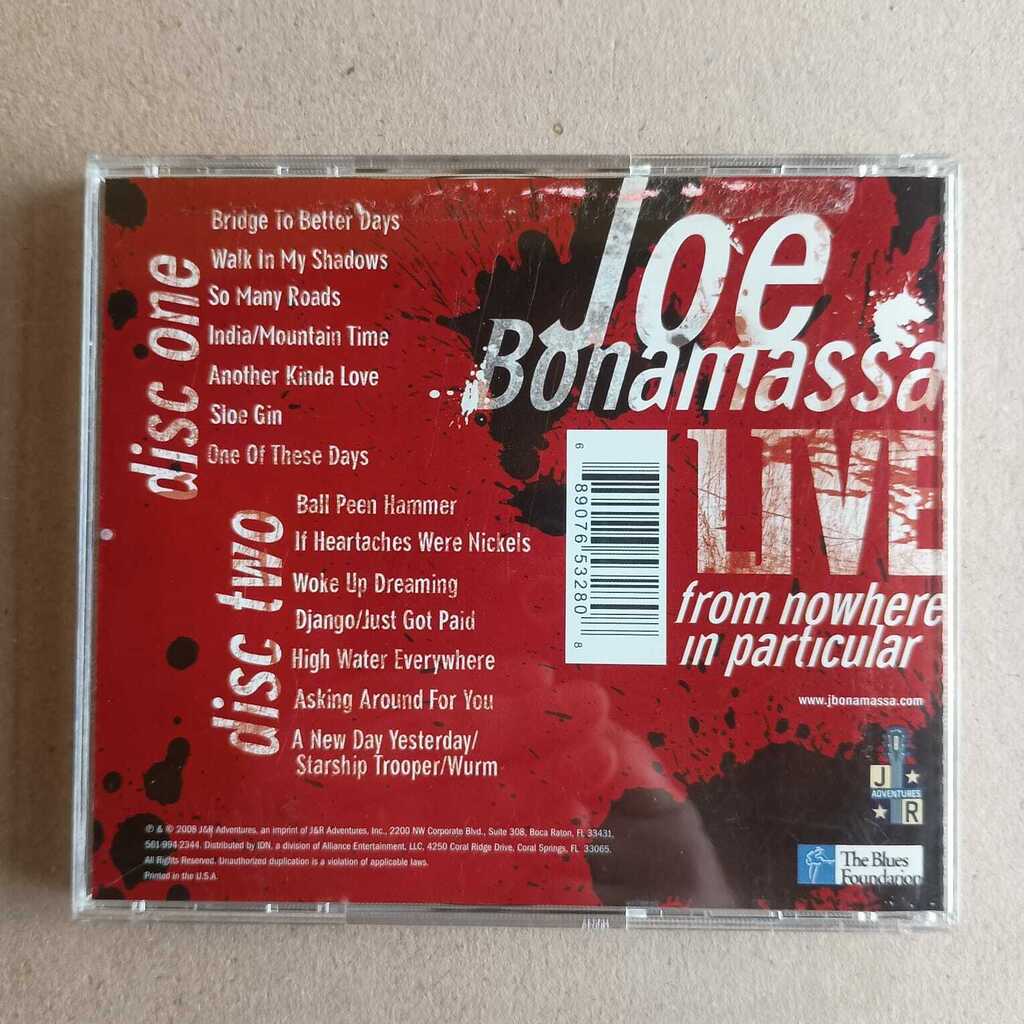 disc one
Bridge To Better Days
Walk In My Shadows
So Many Roads
India/Mountain Time
Another Kinda Love
Sloe Gin
One Of These Days
disc two
Ball Peen Hammer
If Heartaches Were Nickels
Woke Up Dreaming
Django/Just Got Paid
High Water Everywhere
Asking Around For You
A New Day Yesterday/
Starship Trooper/Wurm
Joe
Bonamassa
LIVE
from nowhere
in particular
6 89076 53280 8
www.jbonamassa.com
J
ADVENTURES
R
The Blues
Foundation
℗ & © 2008 J&R Adventures, an imprint of J&R Adventures, Inc., 2200 NW Corporate Blvd., Suite 308, Boca Raton, FL 33431,
561-994-2344. Distributed by IDN, a division of Alliance Entertainment, LLC, 4250 Coral Ridge Drive, Coral Springs, FL 33065.
All Rights Reserved. Unauthorized duplication is a violation of applicable laws.
Printed in the U.S.A.